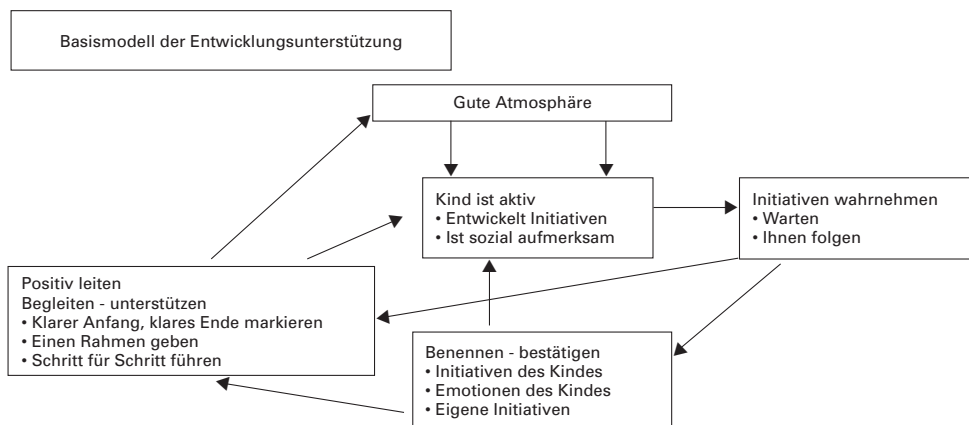 Basismodell der Entwicklungsunterstützung
Gute Atmosphäre
Kind ist aktiv
• Entwickelt Initiativen
• Ist sozial aufmerksam
Initiativen wahrnehmen
• Warten
• Ihnen folgen
Positiv leiten
Begleiten - unterstützen
• Klarer Anfang, klares Ende markieren
• Einen Rahmen geben
• Schritt für Schritt führen
Benennen - bestätigen
• Initiativen des Kindes
• Emotionen des Kindes
• Eigene Initiativen